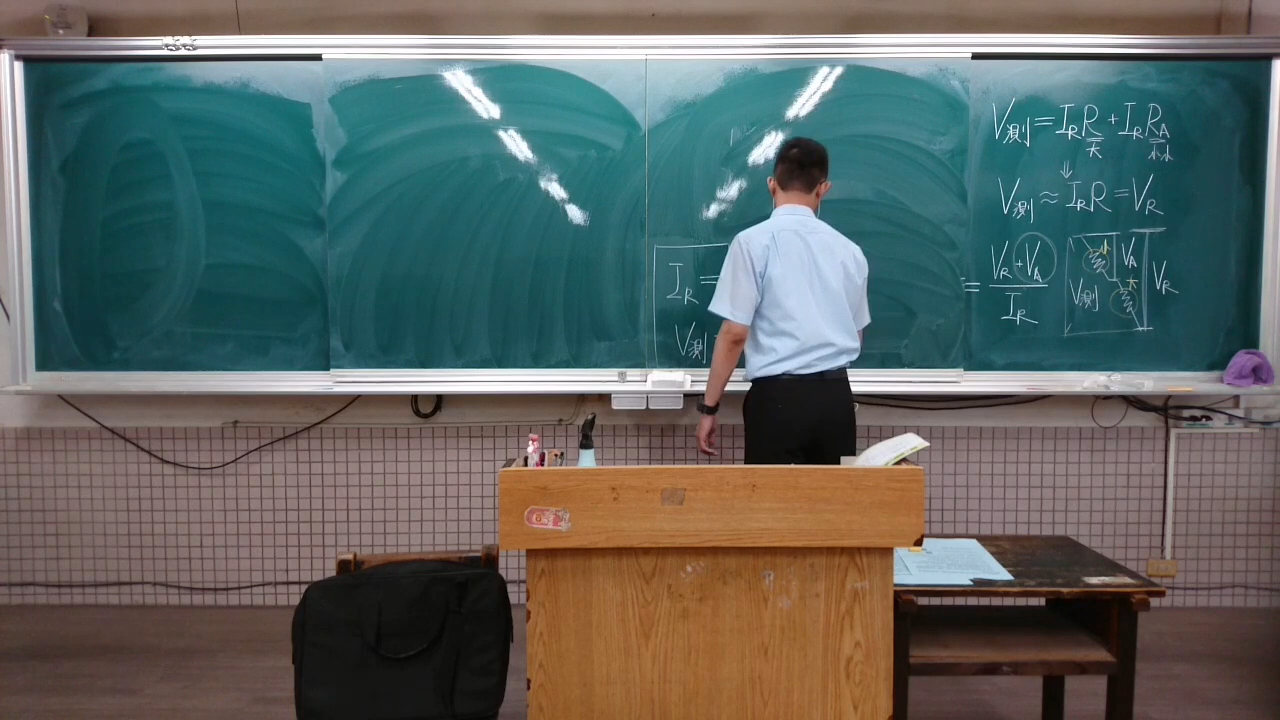 V測=I_R R+I_R R_A
大 小
⇓
V測≈I_R R=V_R
= (V_R+V_A)/I_R
V_A
V測
V_R
I_R=
V測